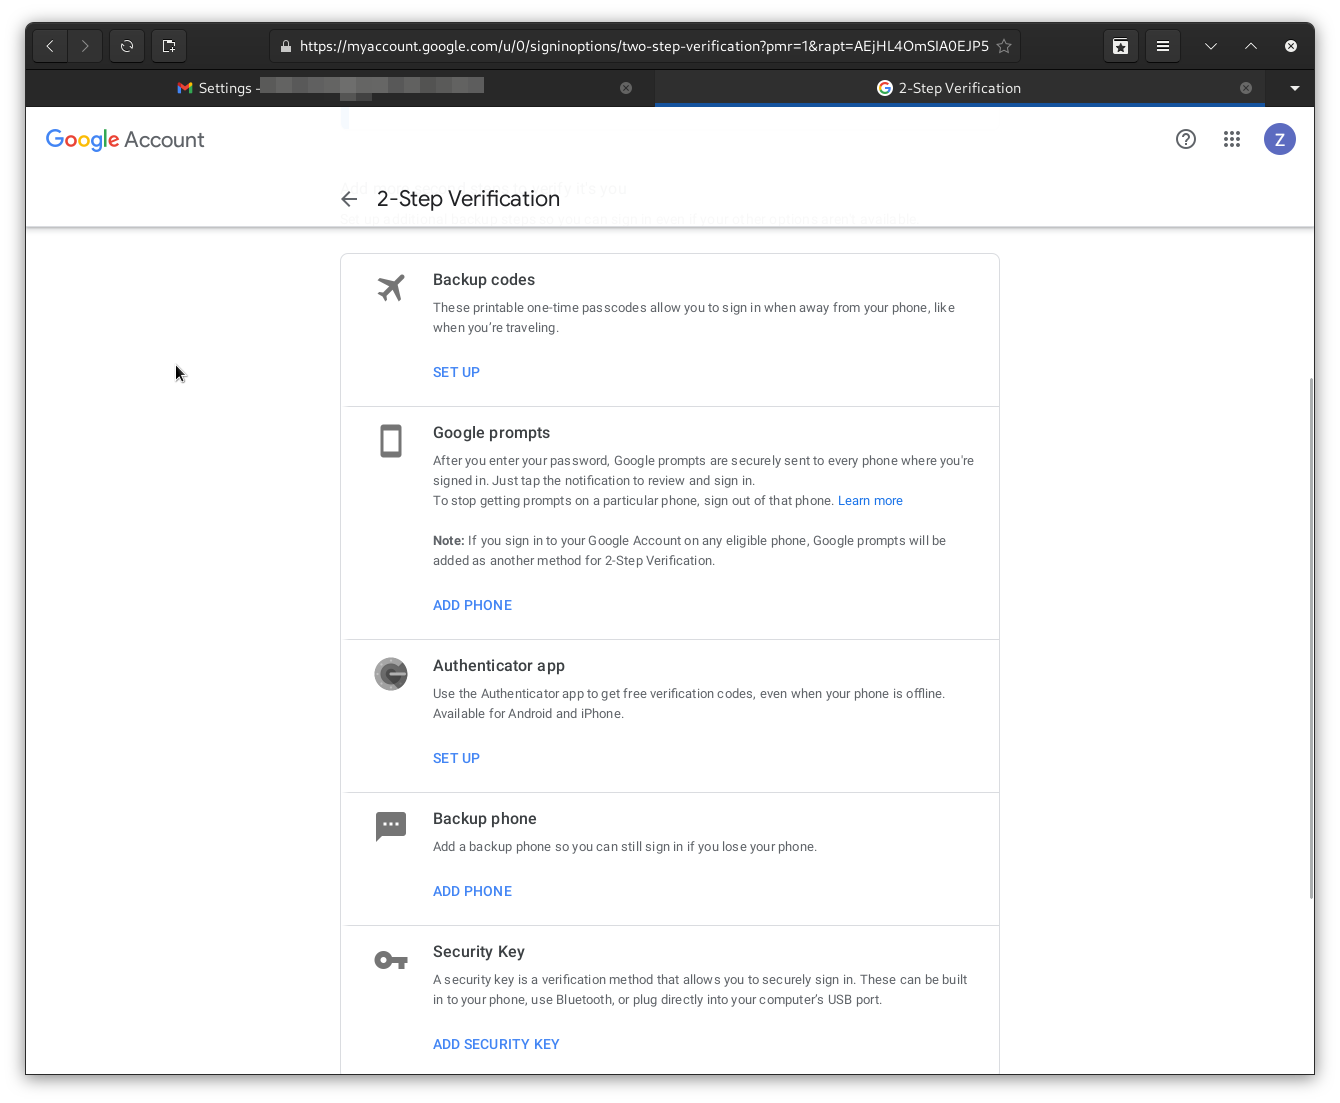 https://myaccount.google.com/u/0/signinoptions/two-step-verification?pmr=1&rapt=AEjHL4OmSIA0EJP5
Settings -
2-Step Verification
Google Account
Z
2-Step Verification
Backup codes
These printable one-time passcodes allow you to sign in when away from your phone, like
when you’re traveling.
SET UP
Google prompts
After you enter your password, Google prompts are securely sent to every phone where you're
signed in. Just tap the notification to review and sign in.
To stop getting prompts on a particular phone, sign out of that phone. Learn more
Note: If you sign in to your Google Account on any eligible phone, Google prompts will be
added as another method for 2-Step Verification.
ADD PHONE
Authenticator app
Use the Authenticator app to get free verification codes, even when your phone is offline.
Available for Android and iPhone.
SET UP
Backup phone
Add a backup phone so you can still sign in if you lose your phone.
ADD PHONE
Security Key
A security key is a verification method that allows you to securely sign in. These can be built
in to your phone, use Bluetooth, or plug directly into your computer’s USB port.
ADD SECURITY KEY